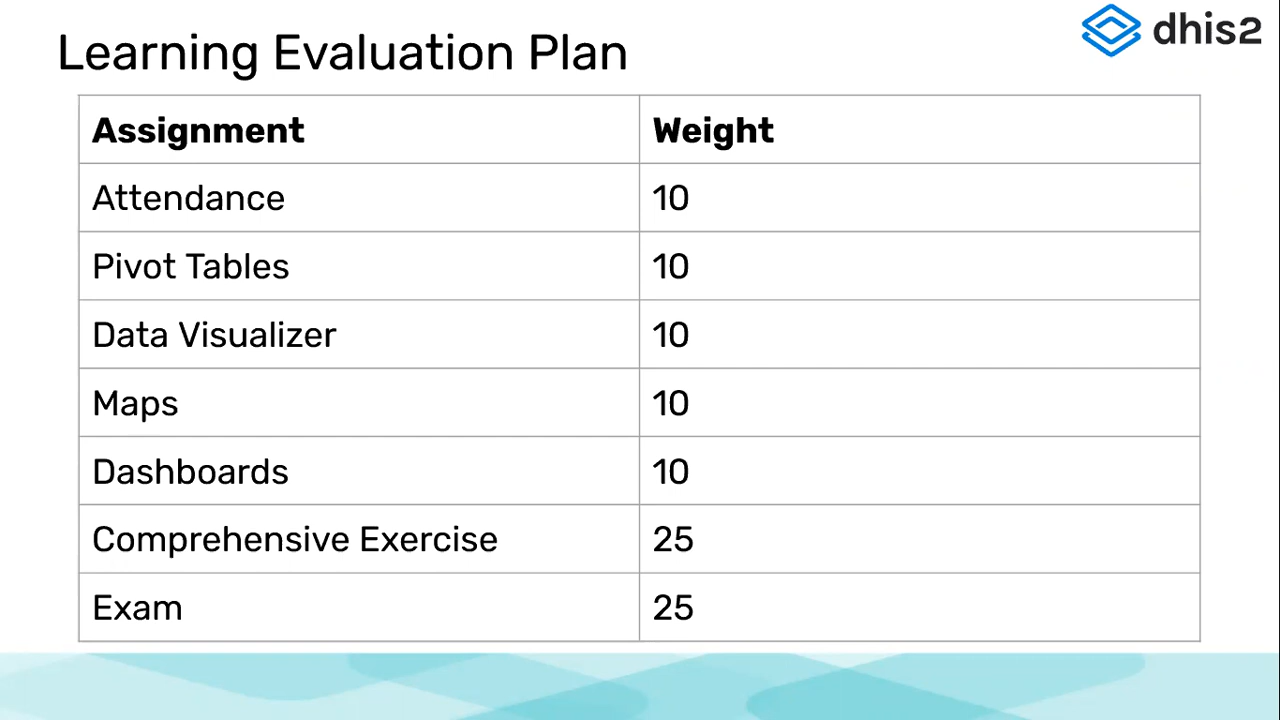 Learning Evaluation Plan
dhis2
Assignment Weight
Attendance 10
Pivot Tables 10
Data Visualizer 10
Maps 10
Dashboards 10
Comprehensive Exercise 25
Exam 25